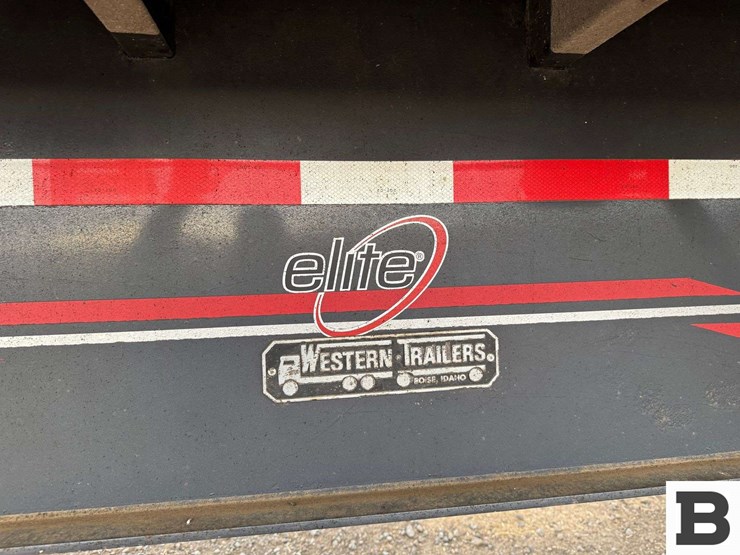 elite®
WESTERN TRAILERS
BOISE, IDAHO
B